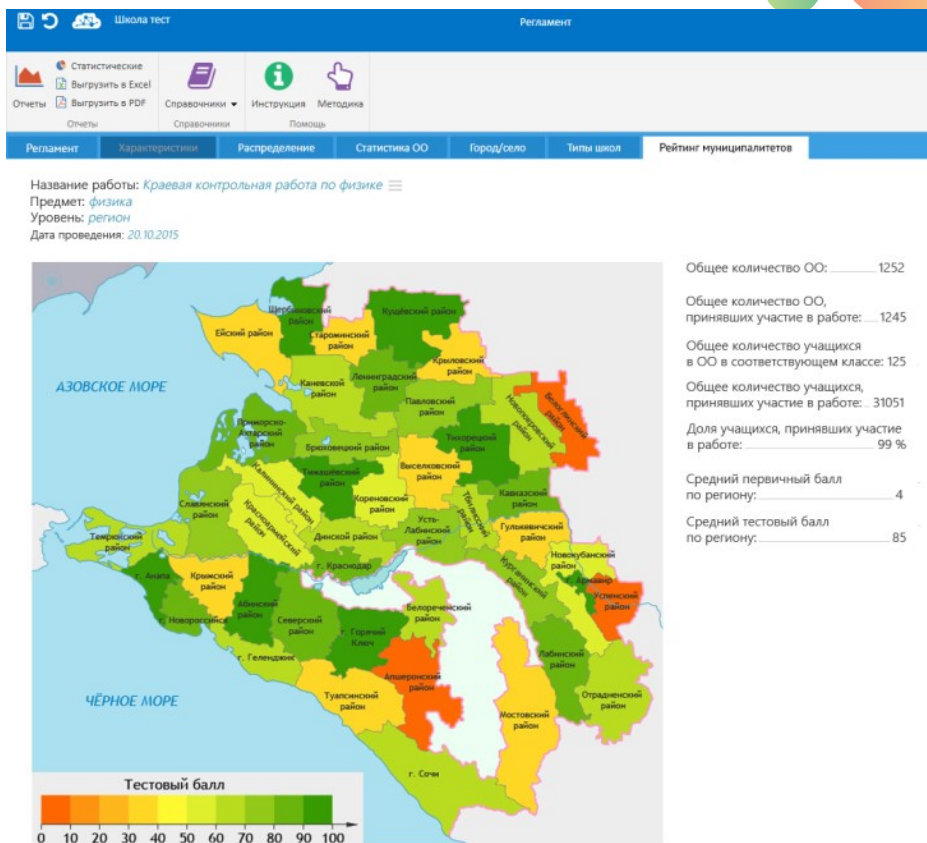 Школа тест
Регламент
Отчеты
Статистические
Выгрузить в Excel
Выгрузить в PDF
Справочники
Инструкция
Методика
Отчеты
Справочники
Помощь
Регламент
Характеристики
Распределение
Статистика ОО
Город/село
Типы школ
Рейтинг муниципалитетов
Название работы: Краевая контрольная работа по физике
Предмет: физика
Уровень: регион
Дата проведения: 20.10.2015
Общее количество ОО: 1252
Общее количество ОО,
принявших участие в работе: 1245
Общее количество учащихся
в ОО в соответствующем классе: 125
Общее количество учащихся,
принявших участие в работе: 31051
Доля учащихся, принявших участие
в работе: 99 %
Средний первичный балл
по региону: 4
Средний тестовый балл
по региону: 85
АЗОВСКОЕ МОРЕ
ЧЁРНОЕ МОРЕ
Щербиновский
район
Кущёвский район
Ейский район
Староминский
район
Крыловский
район
Каневской
район
Ленинградский
район
Павловский
район
Новопокровский
район
Белоглинский
район
Приморско-
Ахтарский
район
Брюховецкий район
Тихорецкий
район
Тимашёвский
район
Выселковский
район
Калининский район
Кореновский
район
Тбилисский
район
Кавказский
район
Славянский
район
Красноармейский
район
Усть-
Лабинский
район
Гулькевичский
район
Темрюкский
район
Динской район
г. Краснодар
Новокубанский
район
Курганинский
район
г. Армавир
Успенский
район
г. Анапа
Крымский
район
Абинский
район
Северский
район
г. Новороссийск
г. Горячий
Ключ
Белореченский
район
г. Геленджик
Апшеронский
район
Лабинский
район
Туапсинский
район
Мостовский
район
Отрадненский
район
г. Сочи
Тестовый балл
0 10 20 30 40 50 60 70 80 90 100